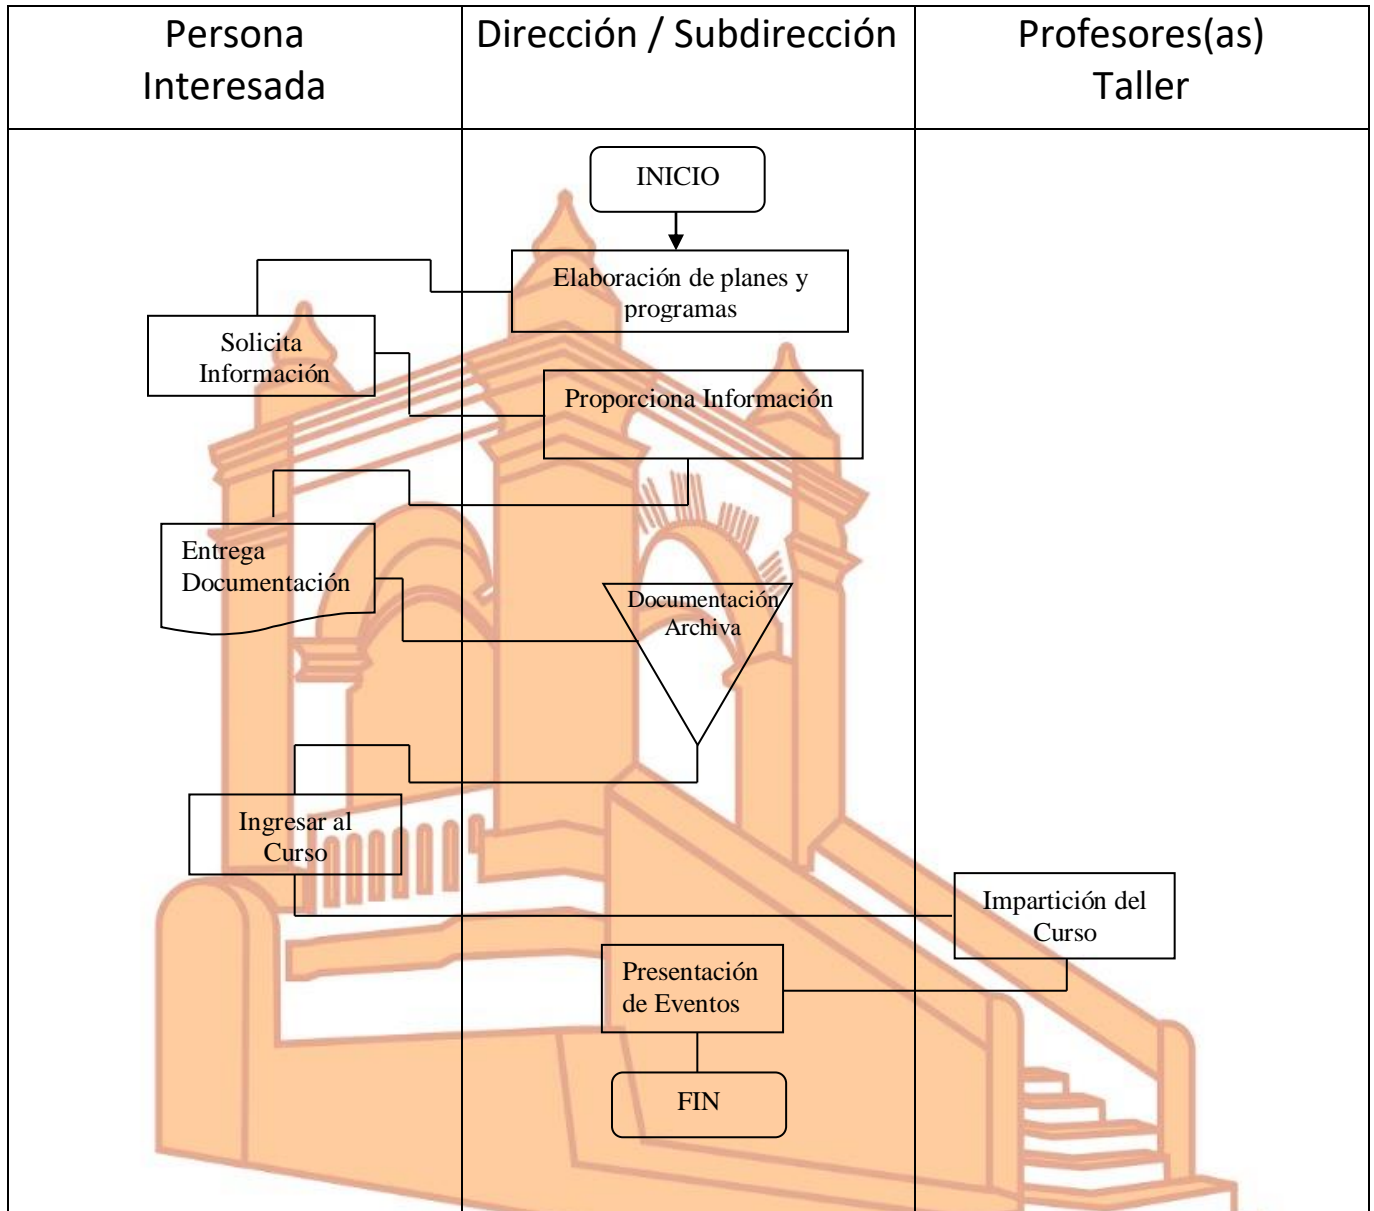 Persona
Interesada
Dirección / Subdirección
Profesores(as)
Taller
INICIO
Elaboración de planes y
programas
Solicita
Información
Proporciona Información
Entrega
Documentación
Documentación
Archiva
Ingresar al
Curso
Impartición del
Curso
Presentación
de Eventos
FIN